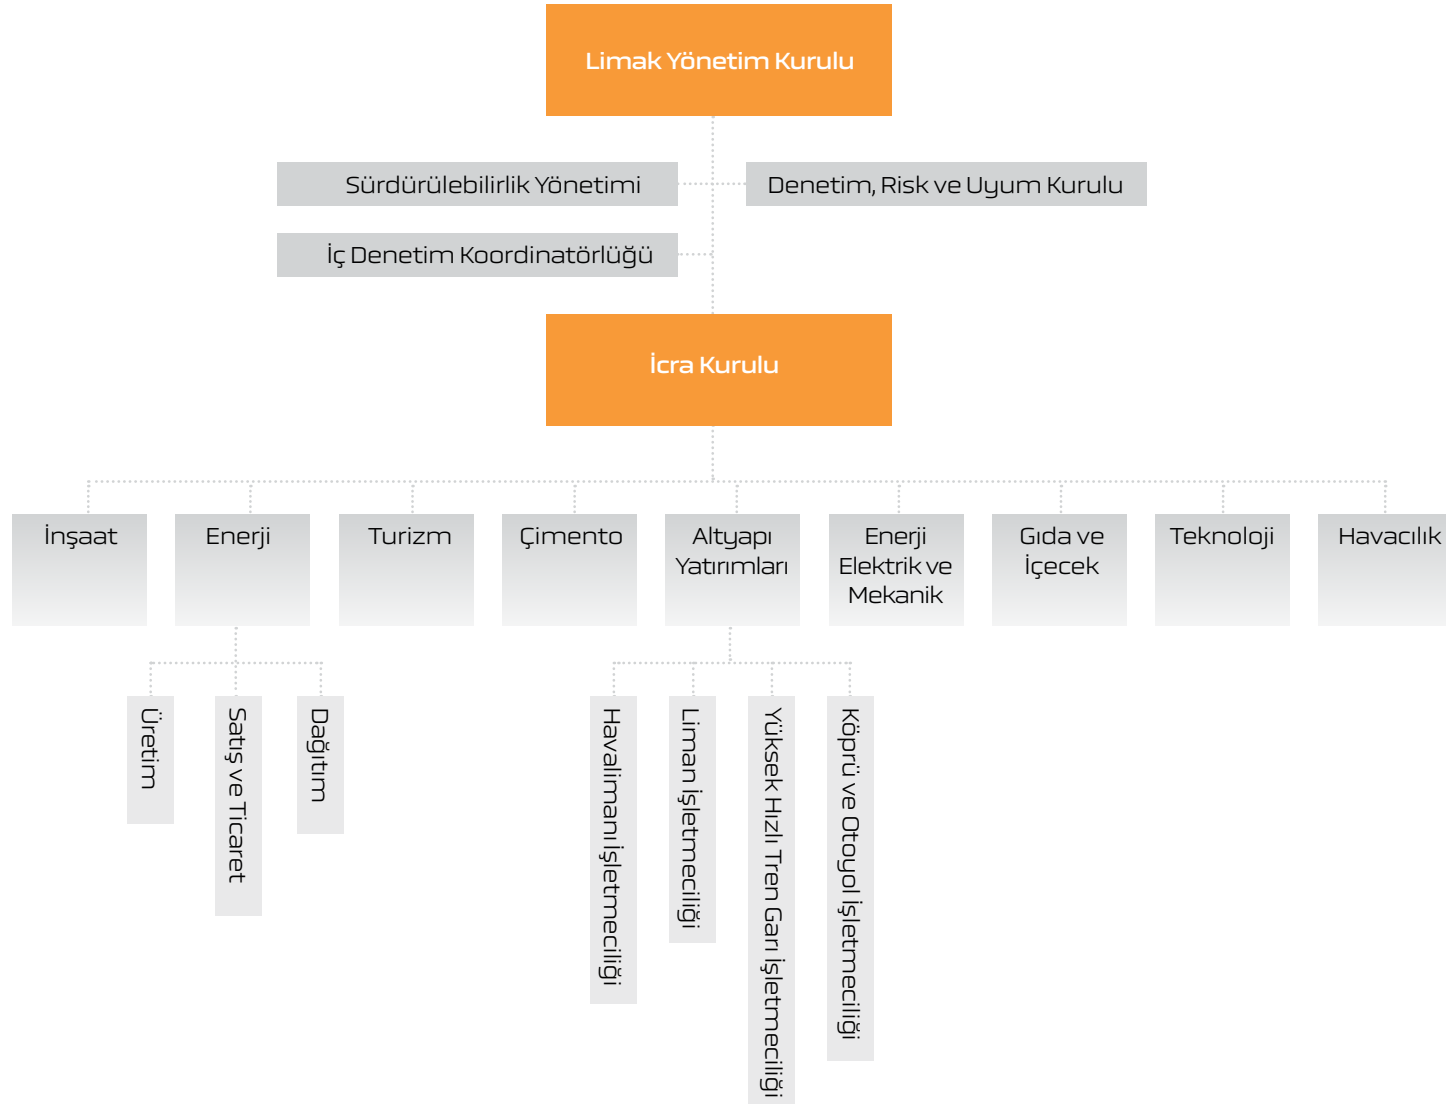 Limak Yönetim Kurulu
Sürdürülebilirlik Yönetimi
Denetim, Risk ve Uyum Kurulu
İç Denetim Koordinatörlüğü
İcra Kurulu
İnşaat
Enerji
Turizm
Çimento
Altyapı
Yatırımları
Enerji
Elektrik ve
Mekanik
Gıda ve
İçecek
Teknoloji
Havacılık
Üretim
Satış ve Ticaret
Dağıtım
Havalimanı İşletmeciliği
Liman İşletmeciliği
Yüksek Hızlı Tren Garı İşletmeciliği
Köprü ve Otoyol İşletmeciliği